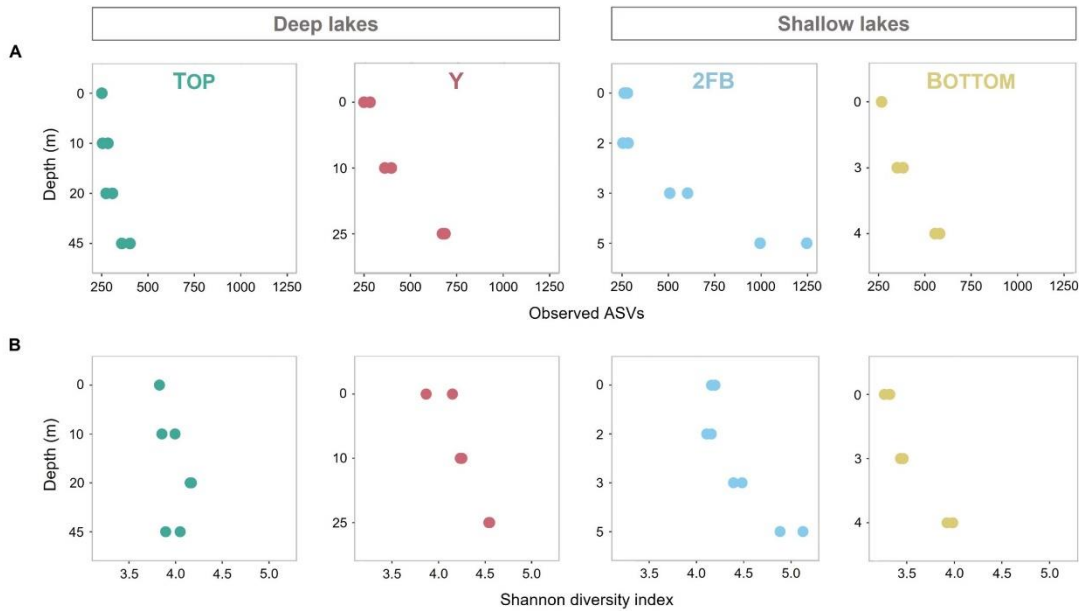 Deep lakes
Shallow lakes
A
TOP
Y
2FB
BOTTOM
Depth (m)
0
10
20
45
0
10
25
0
2
3
5
0
3
4
250 500 750 1000 1250
250 500 750 1000 1250
250 500 750 1000 1250
250 500 750 1000 1250
Observed ASVs
B
Depth (m)
0
10
20
45
0
10
25
0
2
3
5
0
3
4
3.5 4.0 4.5 5.0
3.5 4.0 4.5 5.0
3.5 4.0 4.5 5.0
3.5 4.0 4.5 5.0
Shannon diversity index